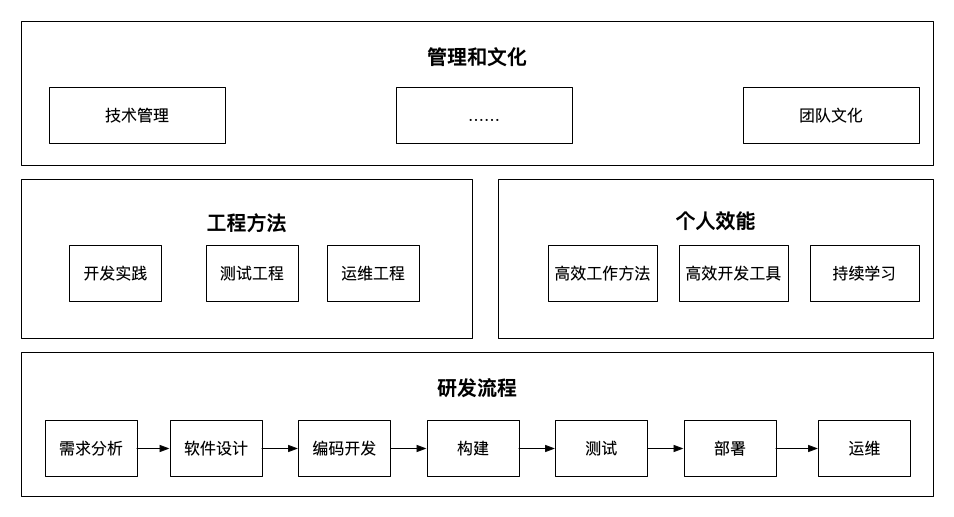 管理和文化
技术管理
……
团队文化
工程方法
开发实践
测试工程
运维工程
个人效能
高效工作方法
高效开发工具
持续学习
研发流程
需求分析
软件设计
编码开发
构建
测试
部署
运维